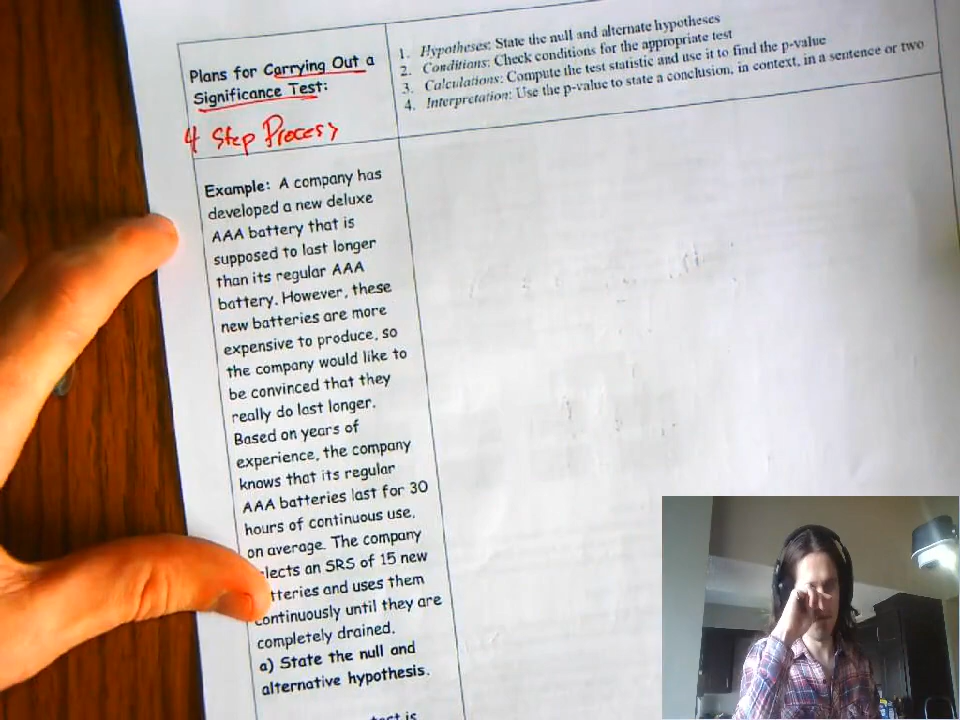 Plans for Carrying Out a
Significance Test:
4 Step Process
1. Hypotheses: State the null and alternate hypotheses
2. Conditions: Check conditions for the appropriate test
3. Calculations: Compute the test statistic and use it to find the p-value
4. Interpretation: Use the p-value to state a conclusion, in context, in a sentence or two
Example: A company has
developed a new deluxe
AAA battery that is
supposed to last longer
than its regular AAA
battery. However, these
new batteries are more
expensive to produce, so
the company would like to
be convinced that they
really do last longer.
Based on years of
experience, the company
knows that its regular
AAA batteries last for 30
hours of continuous use,
on average. The company
lects an SRS of 15 new
tteries and uses them
continuously until they are
completely drained.
a) State the null and
alternative hypothesis.
test is